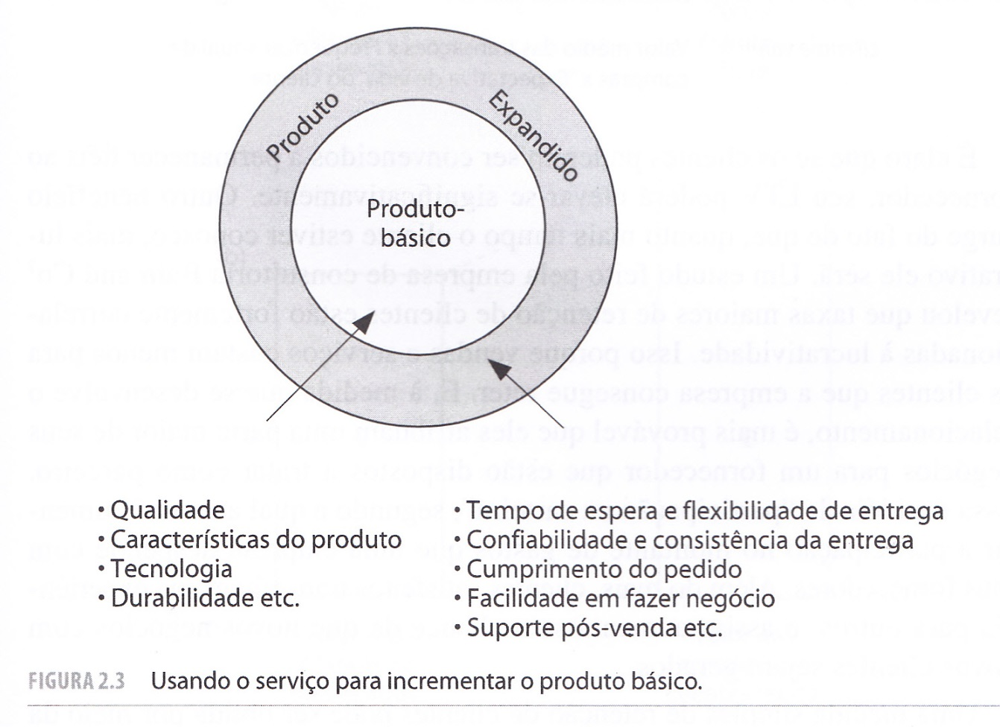 Produto Expandido
Produto-
básico
• Qualidade
• Características do produto
• Tecnologia
• Durabilidade etc.
• Tempo de espera e flexibilidade de entrega
• Confiabilidade e consistência da entrega
• Cumprimento do pedido
• Facilidade em fazer negócio
• Suporte pós-venda etc.
FIGURA 2.3 Usando o serviço para incrementar o produto básico.